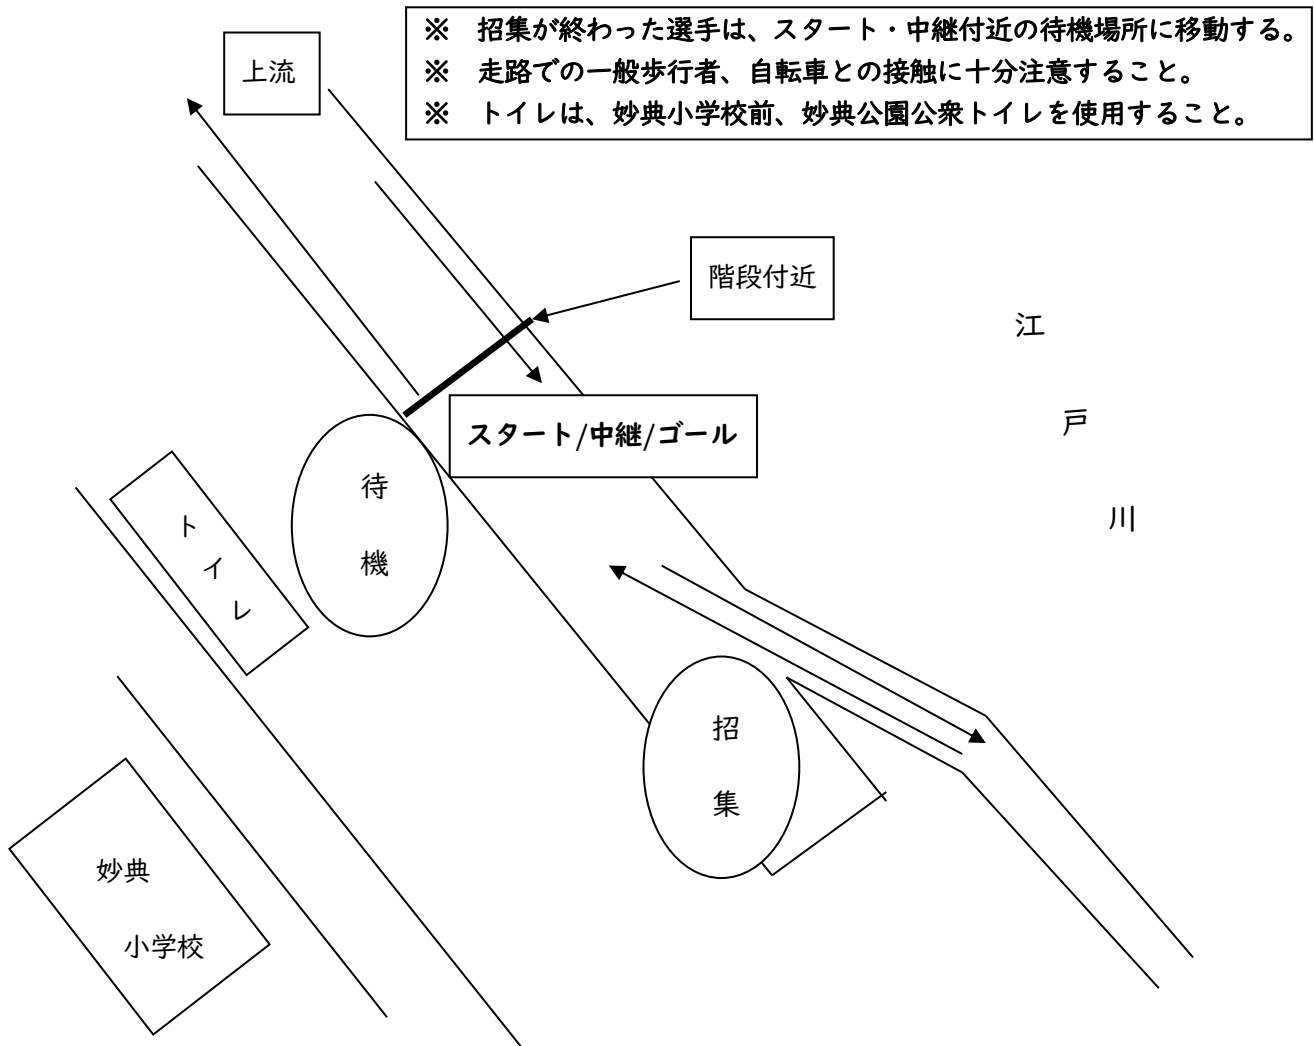 ※　招集が終わった選手は、スタート・中継付近の待機場所に移動する。
※　走路での一般歩行者、自転車との接触に十分注意すること。
※　トイレは、妙典小学校前、妙典公園公衆トイレを使用すること。
上流
階段付近
江
戸
川
スタート/中継/ゴール
待
機
トイレ
招
集
妙典
小学校